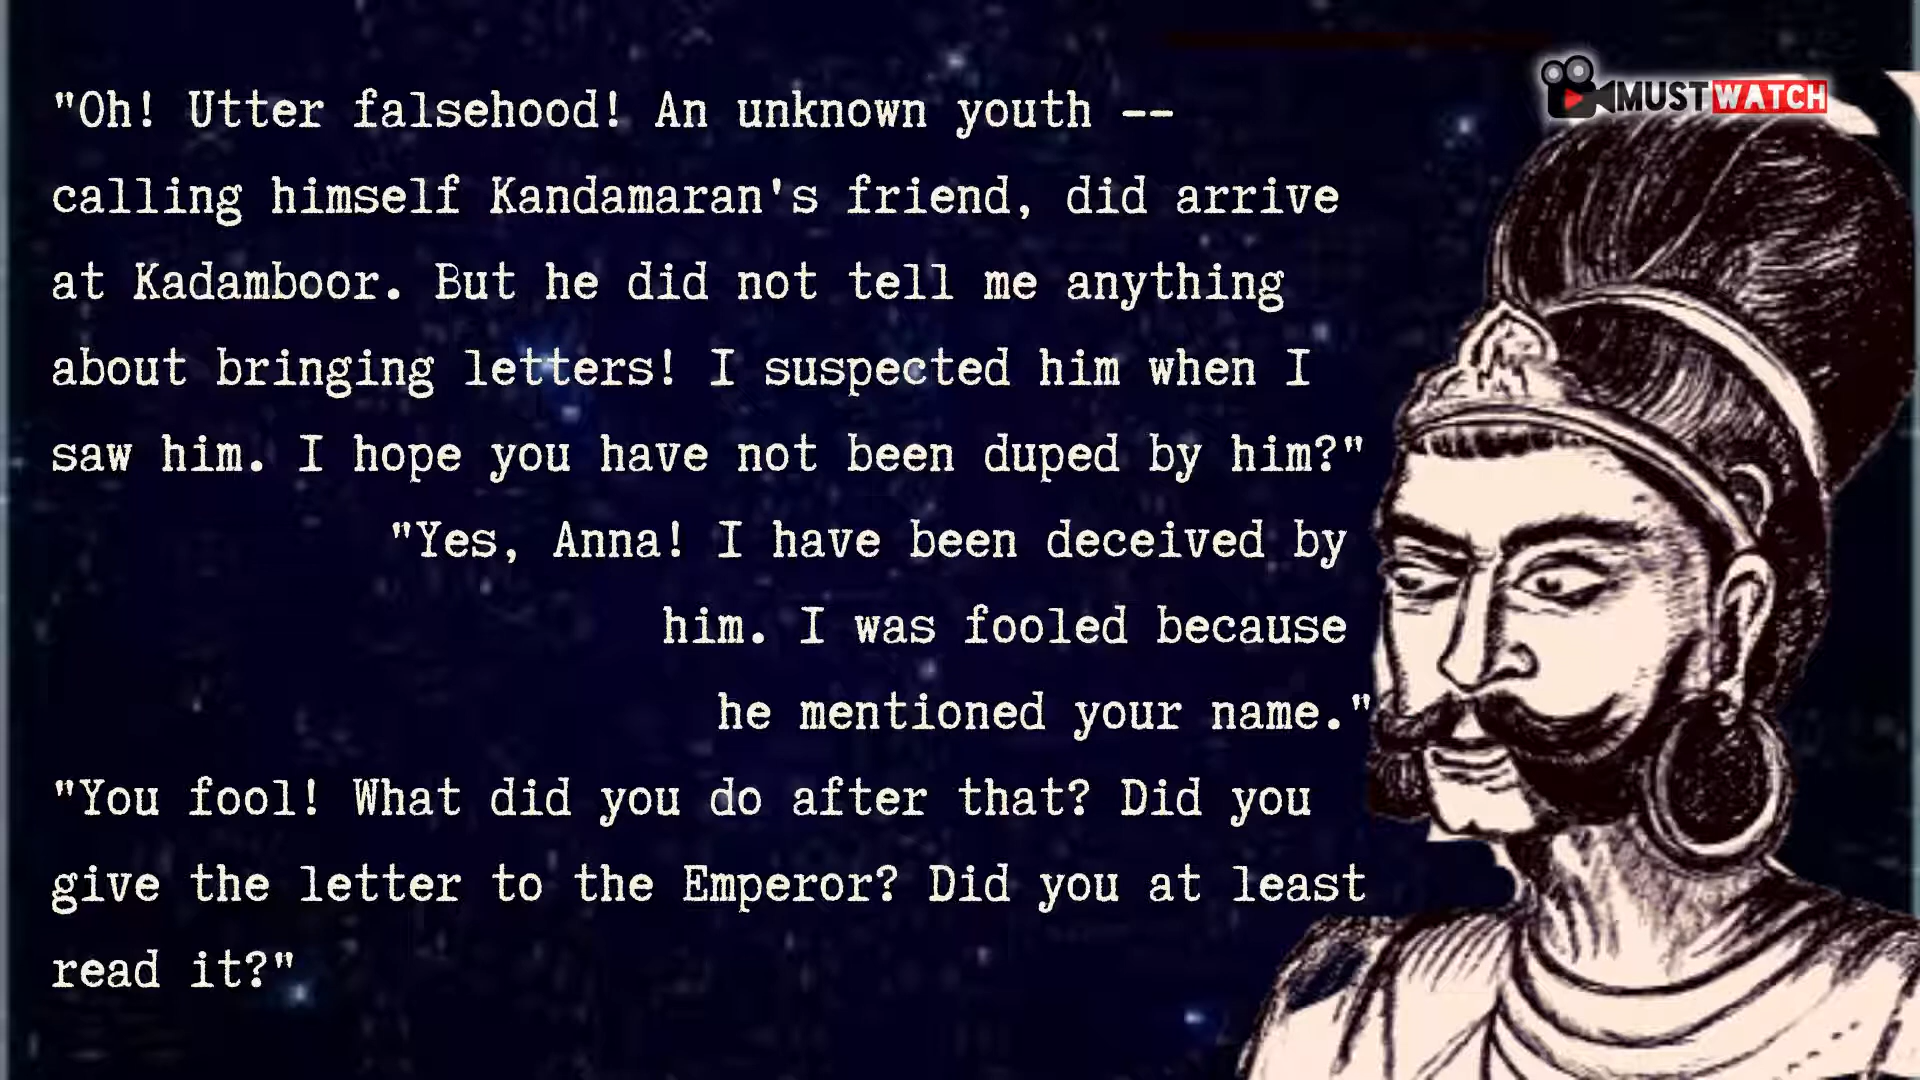 MUSTWATCH
"Oh! Utter falsehood! An unknown youth --
calling himself Kandamaran's friend, did arrive
at Kadamboor. But he did not tell me anything
about bringing letters! I suspected him when I
saw him. I hope you have not been duped by him?"
"Yes, Anna! I have been deceived by
him. I was fooled because
he mentioned your name."
"You fool! What did you do after that? Did you
give the letter to the Emperor? Did you at least
read it?"